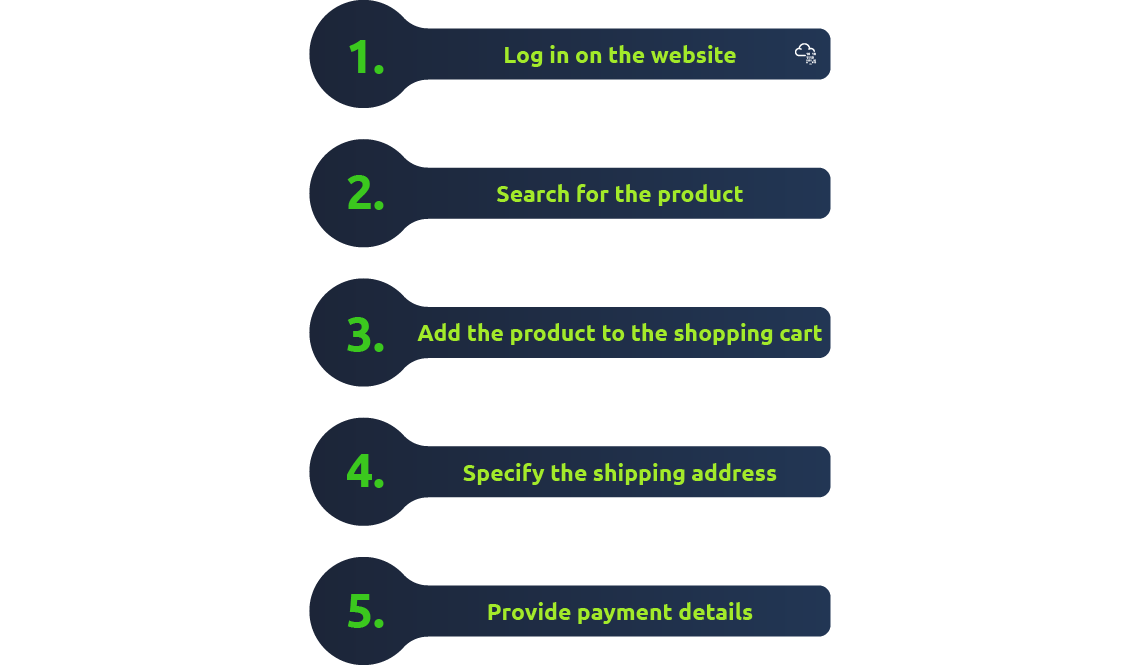 1.
Log in on the website
2.
Search for the product
3.
Add the product to the shopping cart
4.
Specify the shipping address
5.
Provide payment details